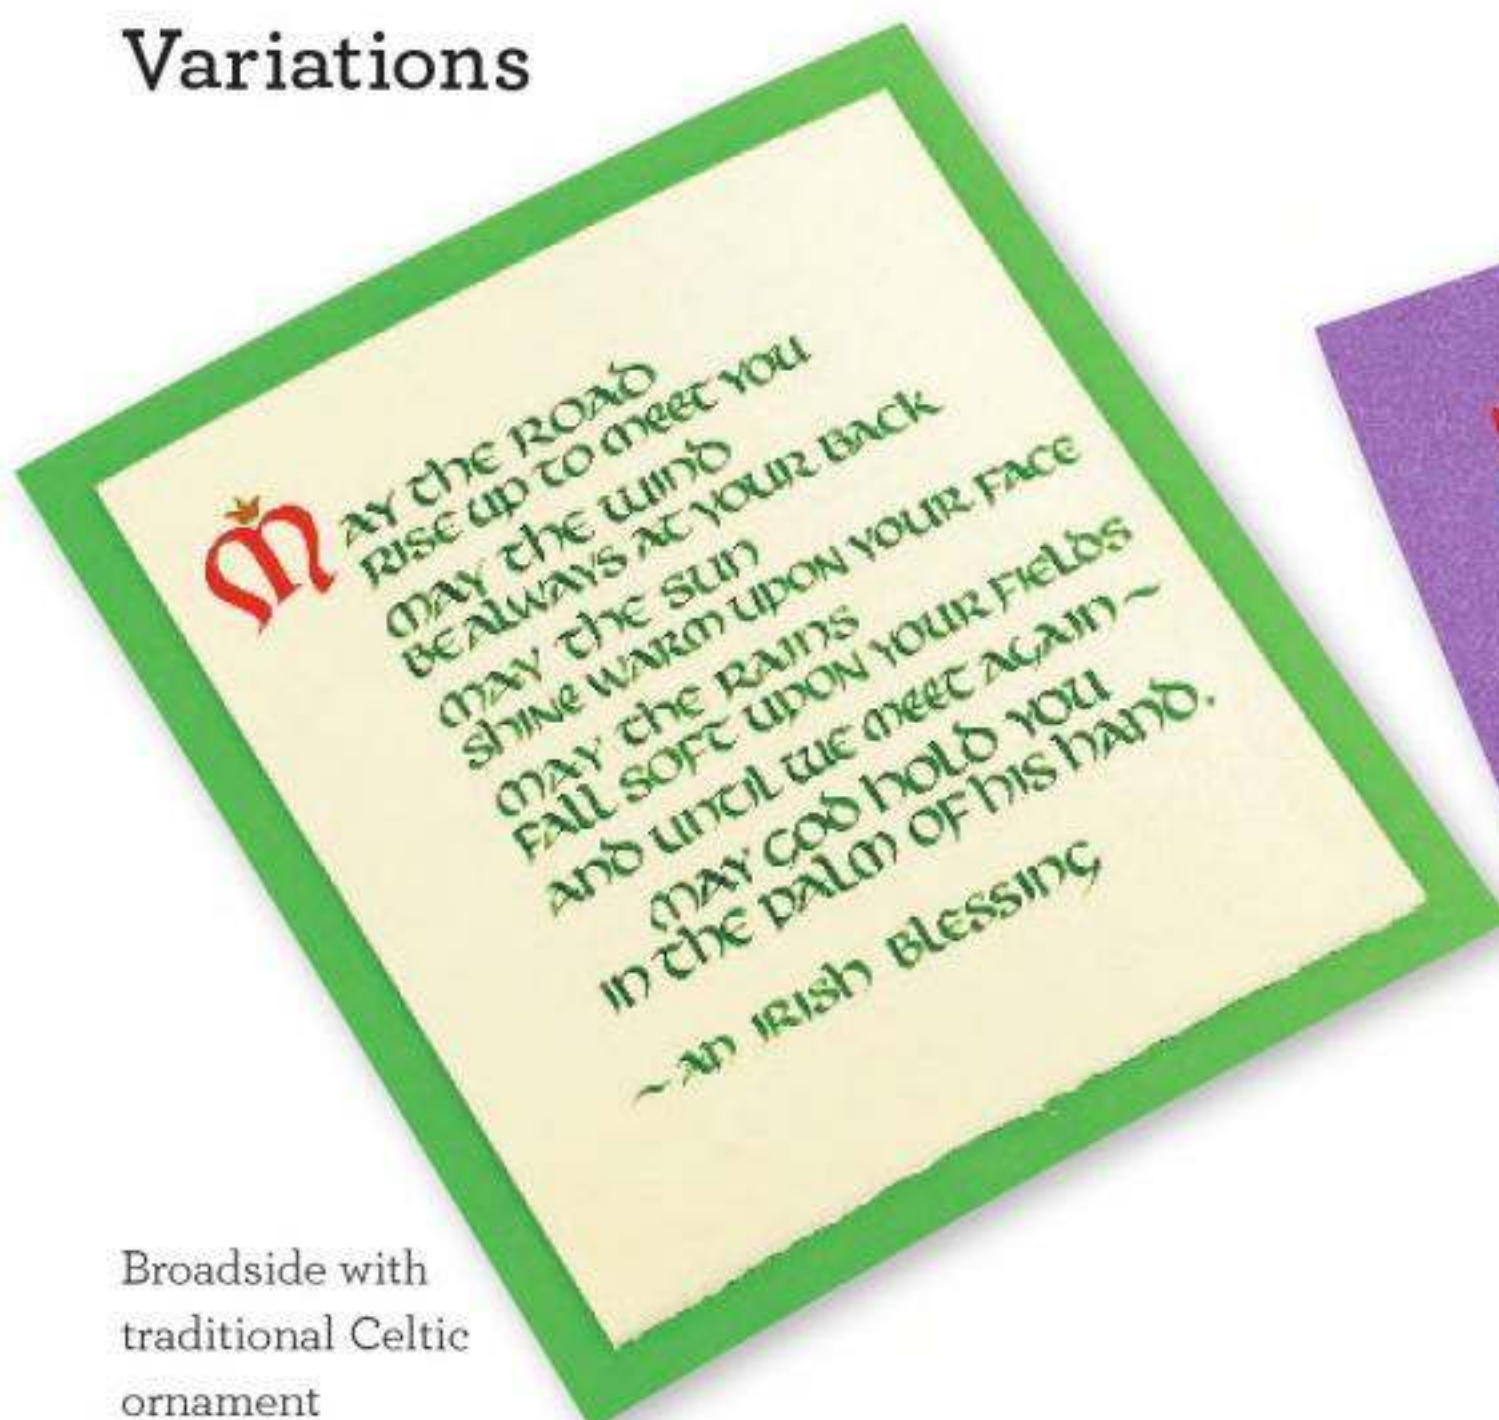 Variations
MAY THE ROAD
RISE UP TO MEET YOU
MAY THE WIND
BE ALWAYS AT YOUR BACK
MAY THE SUN
SHINE WARM UPON YOUR FACE
MAY THE RAINS
FALL SOFT UPON YOUR FIELDS
AND UNTIL WE MEET AGAIN ~
MAY GOD HOLD YOU
IN THE PALM OF HIS HAND.
~ AN IRISH BLESSING
Broadside with
traditional Celtic
ornament